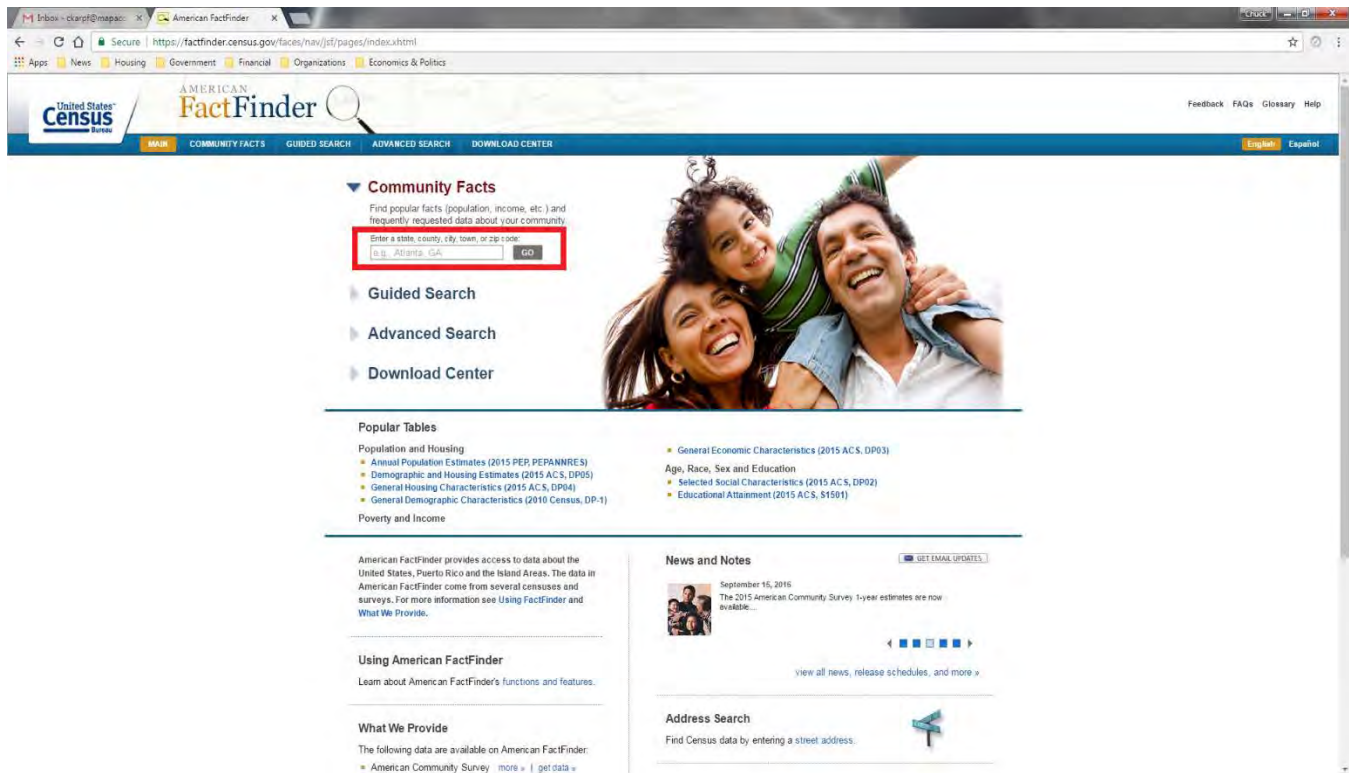 Inbox - ckarpf@mapac
American FactFinder
Chuck
Secure | https://factfinder.census.gov/faces/nav/jsf/pages/index.xhtml
Apps News Housing Government Financial Organizations Economics & Politics
United States™
Census
Bureau
AMERICAN
FactFinder
Feedback FAQs Glossary Help
MAIN COMMUNITY FACTS GUIDED SEARCH ADVANCED SEARCH DOWNLOAD CENTER
English Español
Community Facts
Find popular facts (population, income, etc.) and
frequently requested data about your community.
Enter a state, county, city, town, or zip code:
e.g., Atlanta, GA
GO
Guided Search
Advanced Search
Download Center
Popular Tables
Population and Housing
Annual Population Estimates (2015 PEP, PEPANNRES)
Demographic and Housing Estimates (2015 ACS, DP05)
General Housing Characteristics (2015 ACS, DP04)
General Demographic Characteristics (2010 Census, DP-1)
Poverty and Income
General Economic Characteristics (2015 ACS, DP03)
Age, Race, Sex and Education
Selected Social Characteristics (2015 ACS, DP02)
Educational Attainment (2015 ACS, S1501)
American FactFinder provides access to data about the
United States, Puerto Rico and the Island Areas. The data in
American FactFinder come from several censuses and
surveys. For more information see Using FactFinder and
What We Provide.
Using American FactFinder
Learn about American FactFinder's functions and features.
What We Provide
The following data are available on American FactFinder:
American Community Survey more » | get data »
News and Notes
GET EMAIL UPDATES
September 15, 2016
The 2015 American Community Survey 1-year estimates are now
available...
view all news, release schedules, and more »
Address Search
Find Census data by entering a street address.